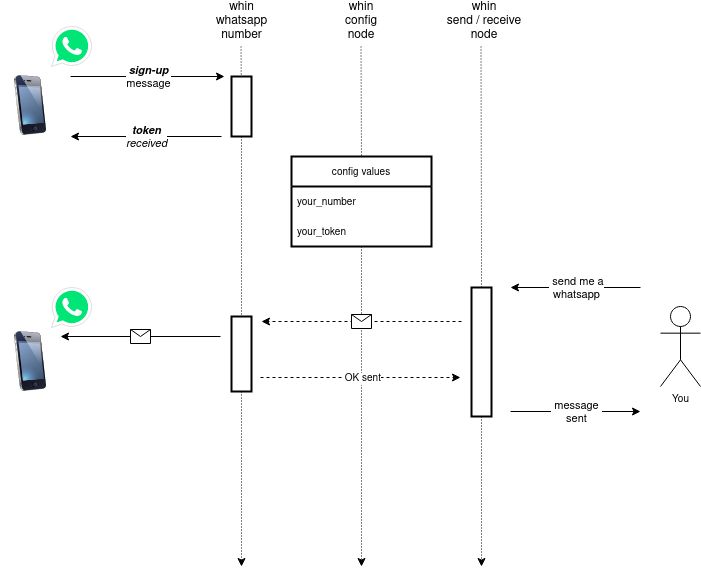 whin
whatsapp
number
whin
config
node
whin
send / receive
node
sign-up
message
token
received
config values
your_number
your_token
send me a
whatsapp
OK sent
message
sent
You